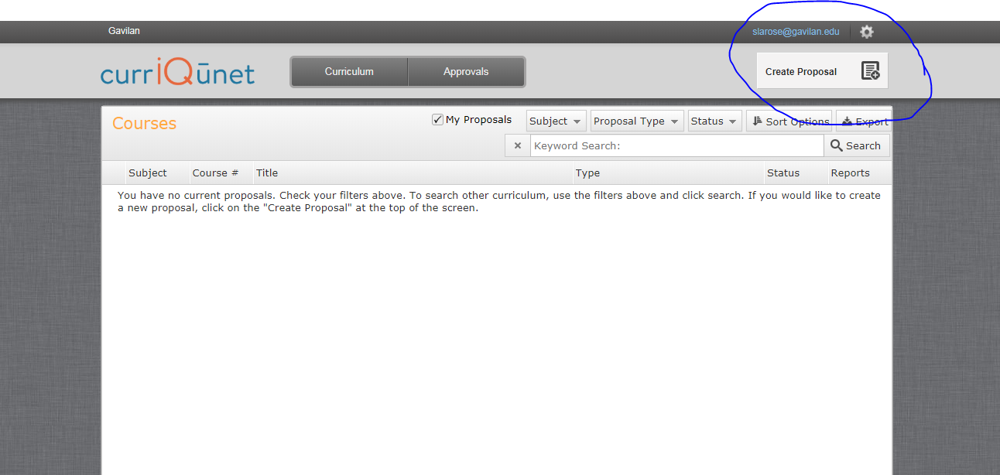 Gavilan
slarose@gavilan.edu
currIQūnet
Curriculum
Approvals
Create Proposal
Courses
My Proposals
Subject
Proposal Type
Status
Sort Options
Export
Keyword Search:
Search
Subject
Course #
Title
Type
Status
Reports
You have no current proposals. Check your filters above. To search other curriculum, use the filters above and click search. If you would like to create
a new proposal, click on the "Create Proposal" at the top of the screen.